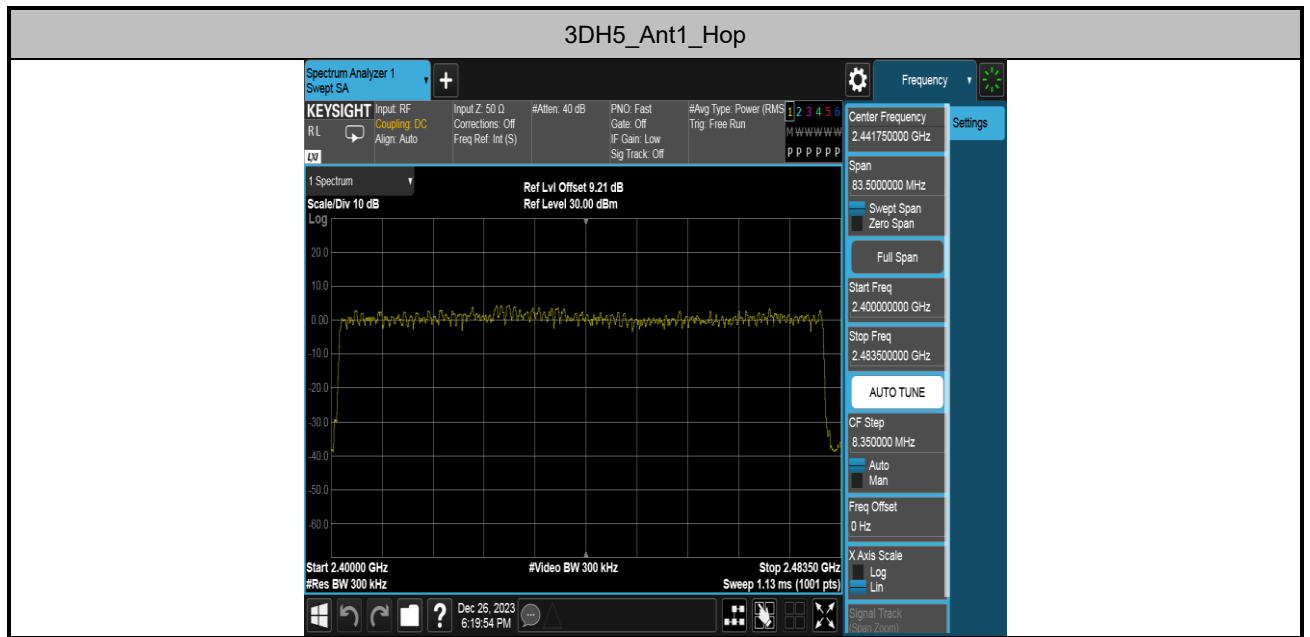 3DH5_Ant1_Hop
Spectrum Analyzer 1
Swept SA
+
Frequency
KEYSIGHT
RL
LXI
Input: RF
Coupling: DC
Align: Auto
Input Z: 50 Ω
Corrections: Off
Freq Ref: Int (S)
#Atten: 40 dB
PNO: Fast
Gate: Off
IF Gain: Low
Sig Track: Off
#Avg Type: Power (RMS
Trig: Free Run
1 2 3 4 5 6
M W W W W W
P P P P P P
1 Spectrum
Scale/Div 10 dB
Ref Lvl Offset 9.21 dB
Ref Level 30.00 dBm
Log
20.0
10.0
0.00
-10.0
-20.0
-30.0
-40.0
-50.0
-60.0
Start 2.40000 GHz
#Res BW 300 kHz
#Video BW 300 kHz
Stop 2.48350 GHz
Sweep 1.13 ms (1001 pts)
Center Frequency
2.441750000 GHz
Settings
Span
83.5000000 MHz
Swept Span
Zero Span
Full Span
Start Freq
2.400000000 GHz
Stop Freq
2.483500000 GHz
AUTO TUNE
CF Step
8.350000 MHz
Auto
Man
Freq Offset
0 Hz
X Axis Scale
Log
Lin
Signal Track
(Span Zoom)
?
Dec 26, 2023
6:19:54 PM